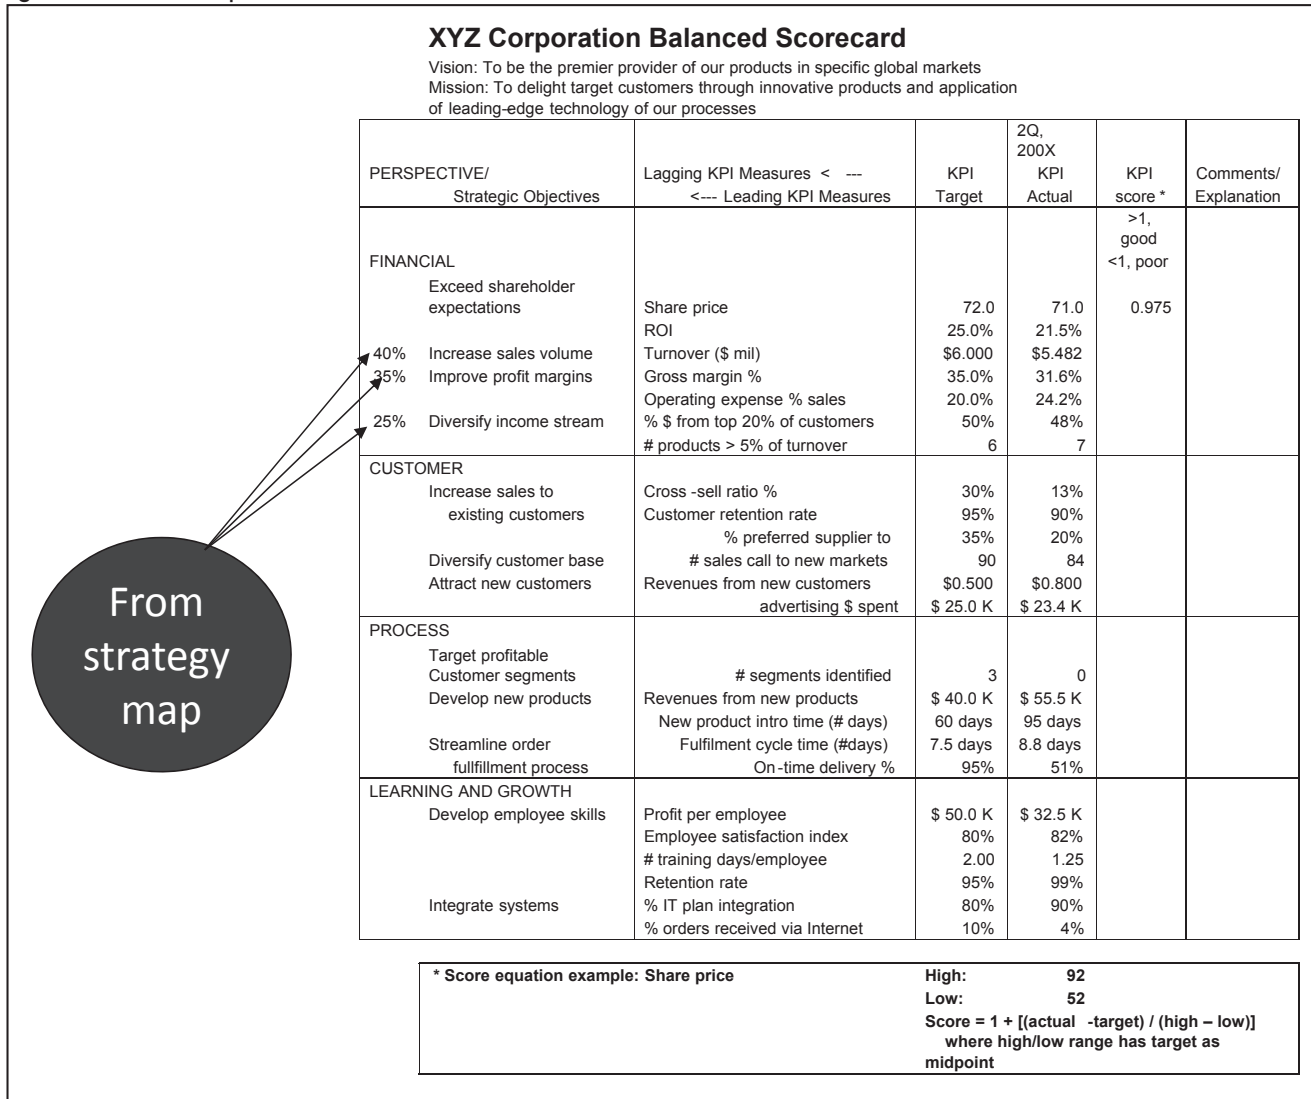 XYZ Corporation Balanced Scorecard
Vision: To be the premier provider of our products in specific global markets
Mission: To delight target customers through innovative products and application
of leading-edge technology of our processes
2Q,
200X
PERSPECTIVE/ Lagging KPI Measures < --- KPI KPI KPI Comments/
Strategic Objectives <--- Leading KPI Measures Target Actual score * Explanation
>1,
good
FINANCIAL <1, poor
Exceed shareholder
expectations Share price 72.0 71.0 0.975
ROI 25.0% 21.5%
40% Increase sales volume Turnover ($ mil) $6.000 $5.482
35% Improve profit margins Gross margin % 35.0% 31.6%
Operating expense % sales 20.0% 24.2%
25% Diversify income stream % $ from top 20% of customers 50% 48%
# products > 5% of turnover 6 7
CUSTOMER
Increase sales to Cross -sell ratio % 30% 13%
existing customers Customer retention rate 95% 90%
% preferred supplier to 35% 20%
Diversify customer base # sales call to new markets 90 84
Attract new customers Revenues from new customers $0.500 $0.800
advertising $ spent $ 25.0 K $ 23.4 K
PROCESS
Target profitable
Customer segments # segments identified 3 0
Develop new products Revenues from new products $ 40.0 K $ 55.5 K
New product intro time (# days) 60 days 95 days
Streamline order Fulfilment cycle time (#days) 7.5 days 8.8 days
fullfillment process On-time delivery % 95% 51%
LEARNING AND GROWTH
Develop employee skills Profit per employee $ 50.0 K $ 32.5 K
Employee satisfaction index 80% 82%
# training days/employee 2.00 1.25
Retention rate 95% 99%
Integrate systems % IT plan integration 80% 90%
% orders received via Internet 10% 4%
From
strategy
map
* Score equation example: Share price High: 92
Low: 52
Score = 1 + [(actual -target) / (high – low)]
where high/low range has target as
midpoint